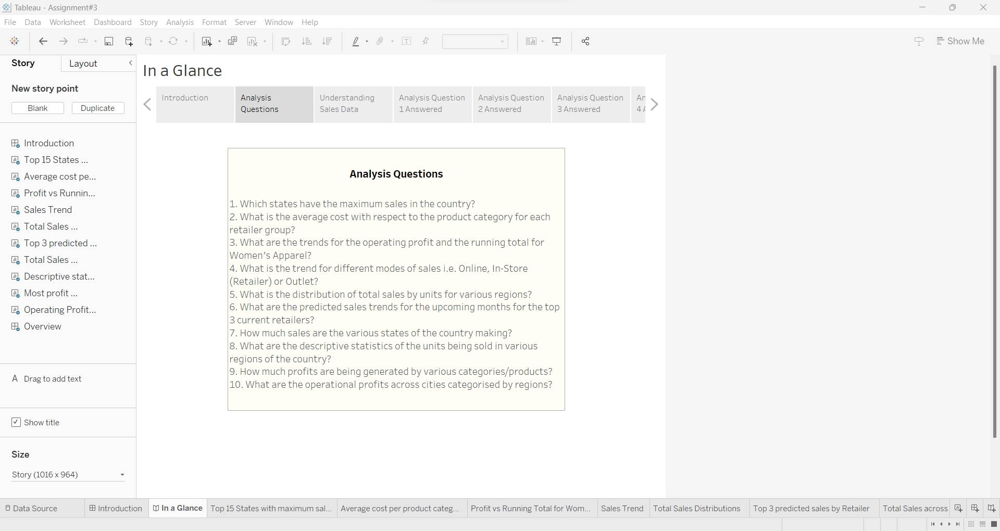 Tableau - Assignment#3
File Data Worksheet Dashboard Story Analysis Format Server Window Help
Show Me
Story Layout
New story point
Blank Duplicate
Introduction
Top 15 States ...
Average cost pe...
Profit vs Runnin...
Sales Trend
Total Sales ...
Top 3 predicted ...
Total Sales ...
Descriptive stat...
Most profit ...
Operating Profit...
Overview
A Drag to add text
Show title
Size
Story (1016 x 964)
In a Glance
Introduction
Analysis
Questions
Understanding
Sales Data
Analysis Question
1 Answered
Analysis Question
2 Answered
Analysis Question
3 Answered
An
4 A
Analysis Questions
1. Which states have the maximum sales in the country?
2. What is the average cost with respect to the product category for each
retailer group?
3. What are the trends for the operating profit and the running total for
Women's Apparel?
4. What is the trend for different modes of sales i.e. Online, In-Store
(Retailer) or Outlet?
5. What is the distribution of total sales by units for various regions?
6. What are the predicted sales trends for the upcoming months for the top
3 current retailers?
7. How much sales are the various states of the country making?
8. What are the descriptive statistics of the units being sold in various
regions of the country?
9. How much profits are being generated by various categories/products?
10. What are the operational profits across cities categorised by regions?
Data Source Introduction In a Glance Top 15 States with maximum sal... Average cost per product categ... Profit vs Running Total for Wom... Sales Trend Total Sales Distributions Top 3 predicted sales by Retailer Total Sales across